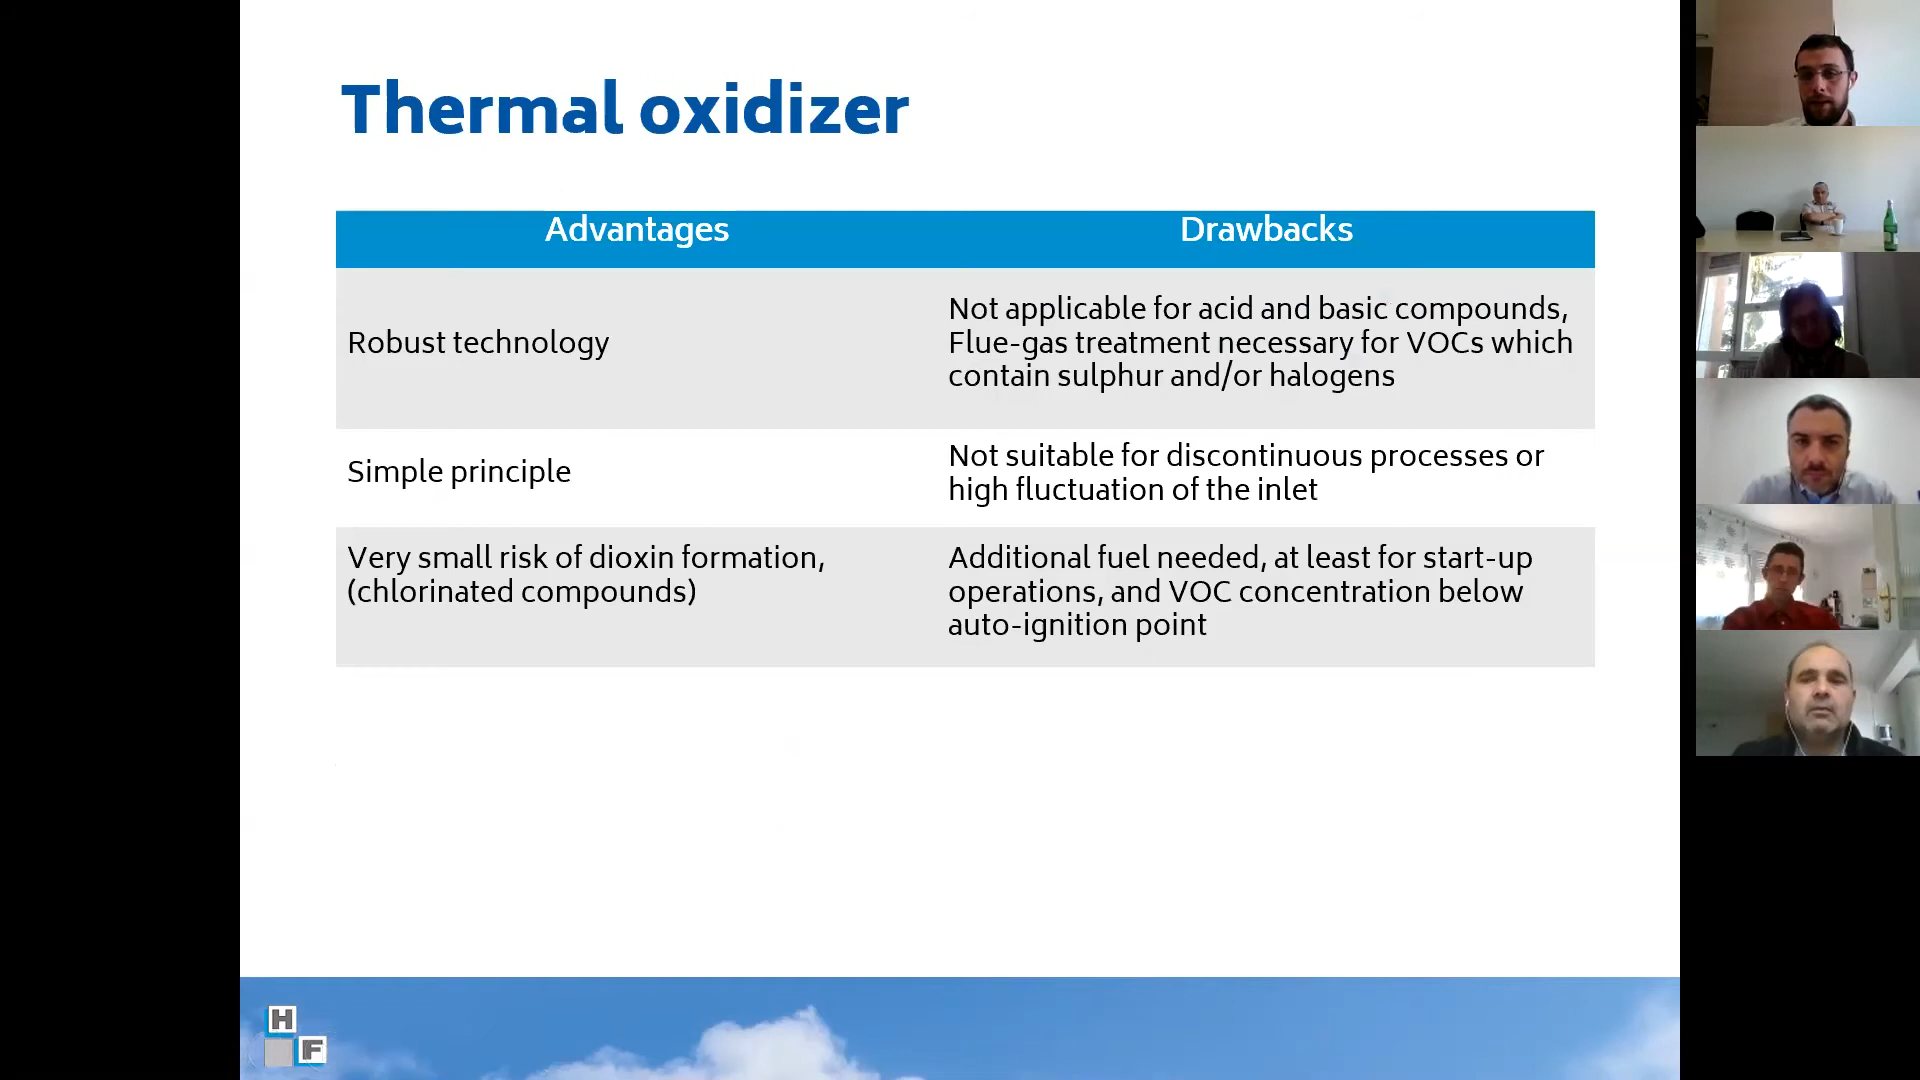 Thermal oxidizer
Advantages
Drawbacks
Robust technology
Not applicable for acid and basic compounds,
Flue-gas treatment necessary for VOCs which
contain sulphur and/or halogens
Simple principle
Not suitable for discontinuous processes or
high fluctuation of the inlet
Very small risk of dioxin formation,
(chlorinated compounds)
Additional fuel needed, at least for start-up
operations, and VOC concentration below
auto-ignition point
H
F